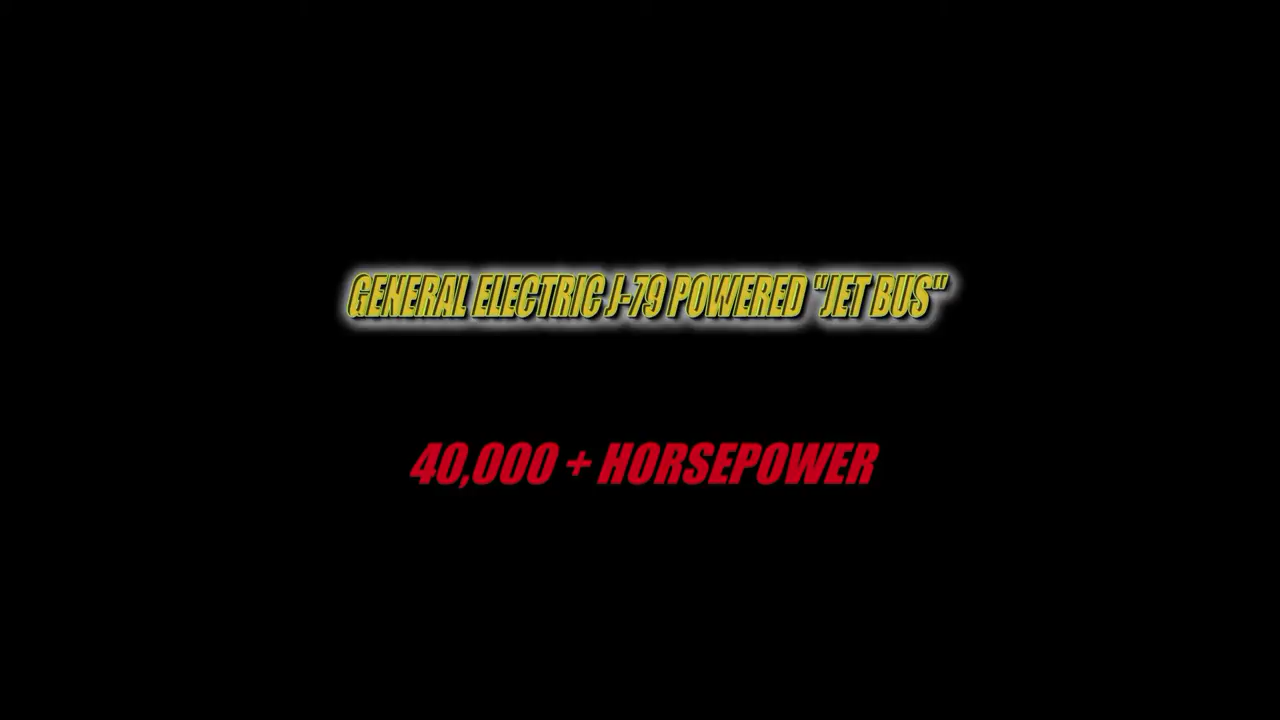 GENERAL ELECTRIC J-79 POWERED "JET BUS"
40,000 + HORSEPOWER